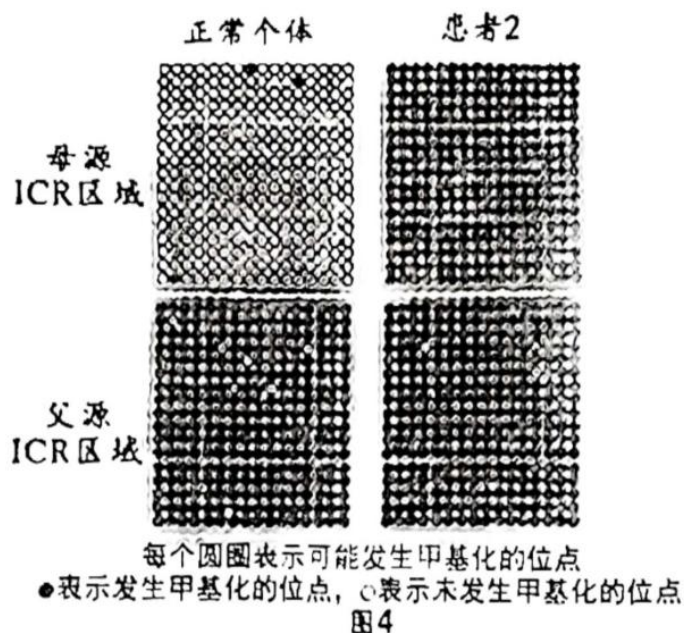 正常个体 患者2
母源
ICR区域
父源
ICR区域
每个圆圈表示可能发生甲基化的位点
●表示发生甲基化的位点，○表示未发生甲基化的位点
图4